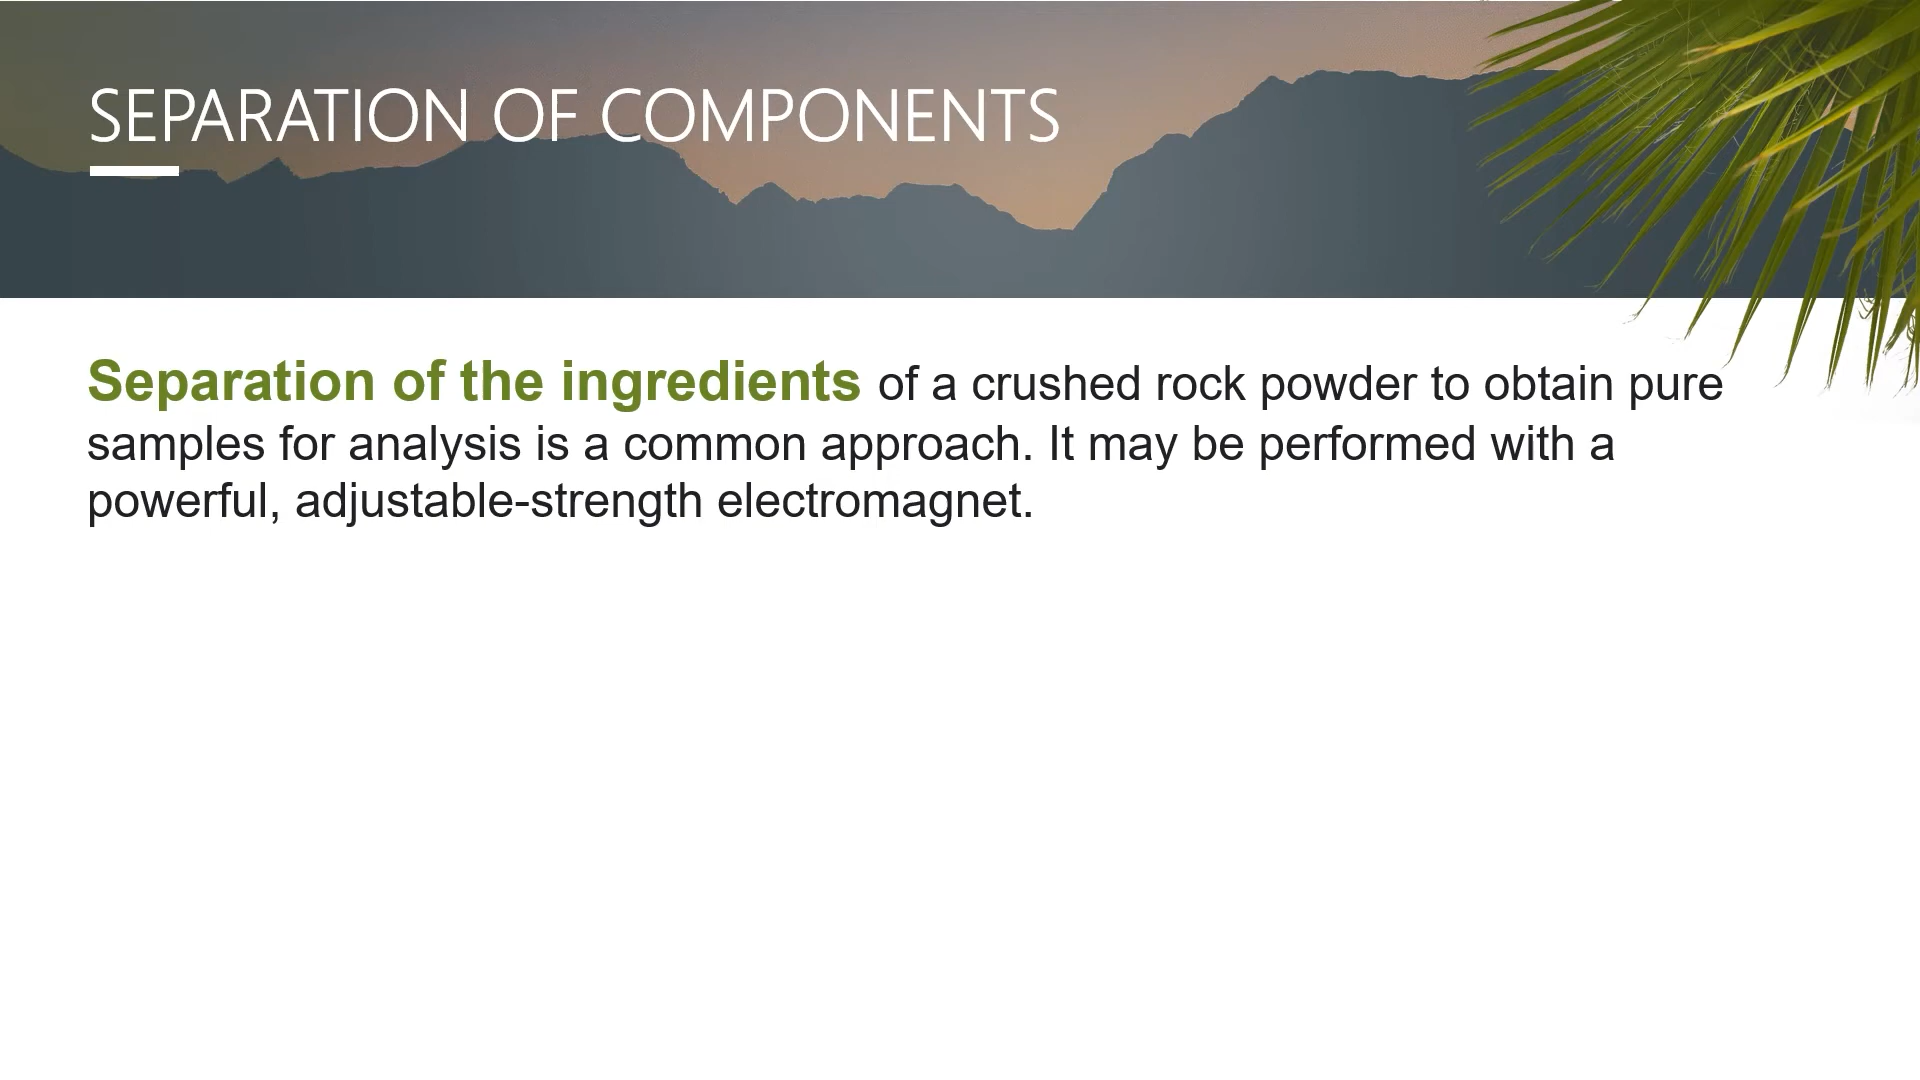 SEPARATION OF COMPONENTS
Separation of the ingredients of a crushed rock powder to obtain pure
samples for analysis is a common approach. It may be performed with a
powerful, adjustable-strength electromagnet.